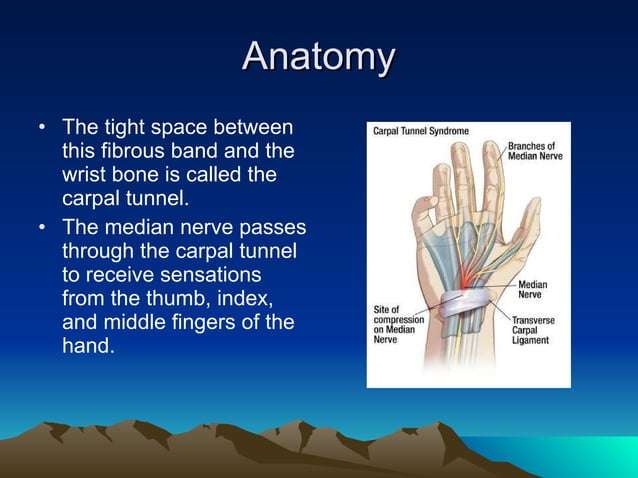 Anatomy
• The tight space between
this fibrous band and the
wrist bone is called the
carpal tunnel.
• The median nerve passes
through the carpal tunnel
to receive sensations
from the thumb, index,
and middle fingers of the
hand.
Carpal Tunnel Syndrome
Branches of
Median Nerve
Median
Nerve
Site of
compression
on Median
Nerve
Transverse
Carpal
Ligament